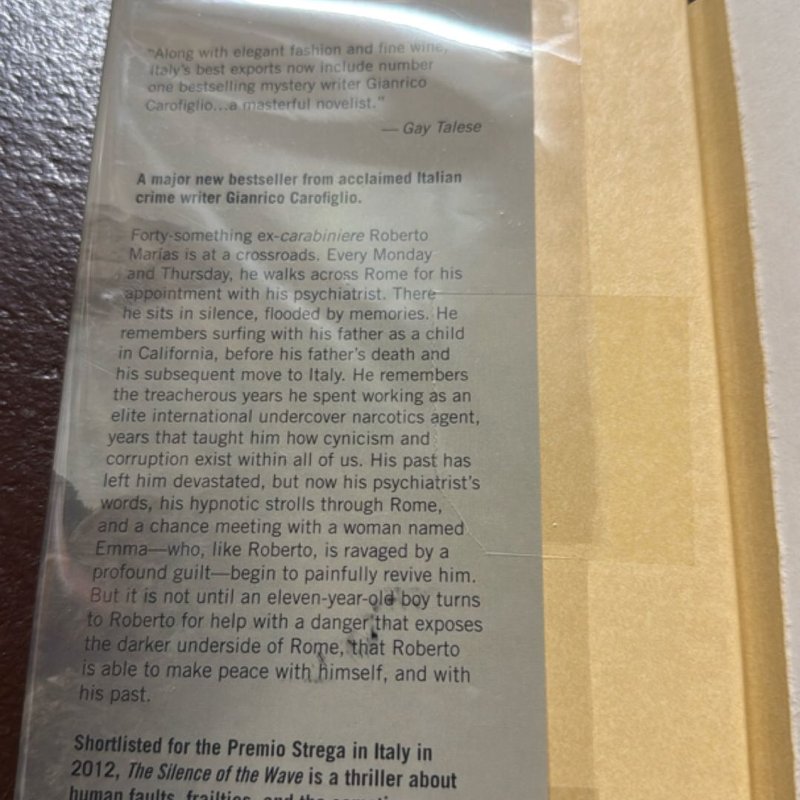 "Along with elegant fashion and fine wine,
Italy's best exports now include number
one bestselling mystery writer Gianrico
Carofiglio...a masterful novelist."
— Gay Talese
A major new bestseller from acclaimed Italian
crime writer Gianrico Carofiglio.
Forty-something ex-carabiniere Roberto
Marías is at a crossroads. Every Monday
and Thursday, he walks across Rome for his
appointment with his psychiatrist. There
he sits in silence, flooded by memories. He
remembers surfing with his father as a child
in California, before his father's death and
his subsequent move to Italy. He remembers
the treacherous years he spent working as an
elite international undercover narcotics agent,
years that taught him how cynicism and
corruption exist within all of us. His past has
left him devastated, but now his psychiatrist's
words, his hypnotic strolls through Rome,
and a chance meeting with a woman named
Emma—who, like Roberto, is ravaged by a
profound guilt—begin to painfully revive him.
But it is not until an eleven-year-old boy turns
to Roberto for help with a danger that exposes
the darker underside of Rome, that Roberto
is able to make peace with himself, and with
his past.
Shortlisted for the Premio Strega in Italy in
2012, The Silence of the Wave is a thriller about
human faults, frailties, and the